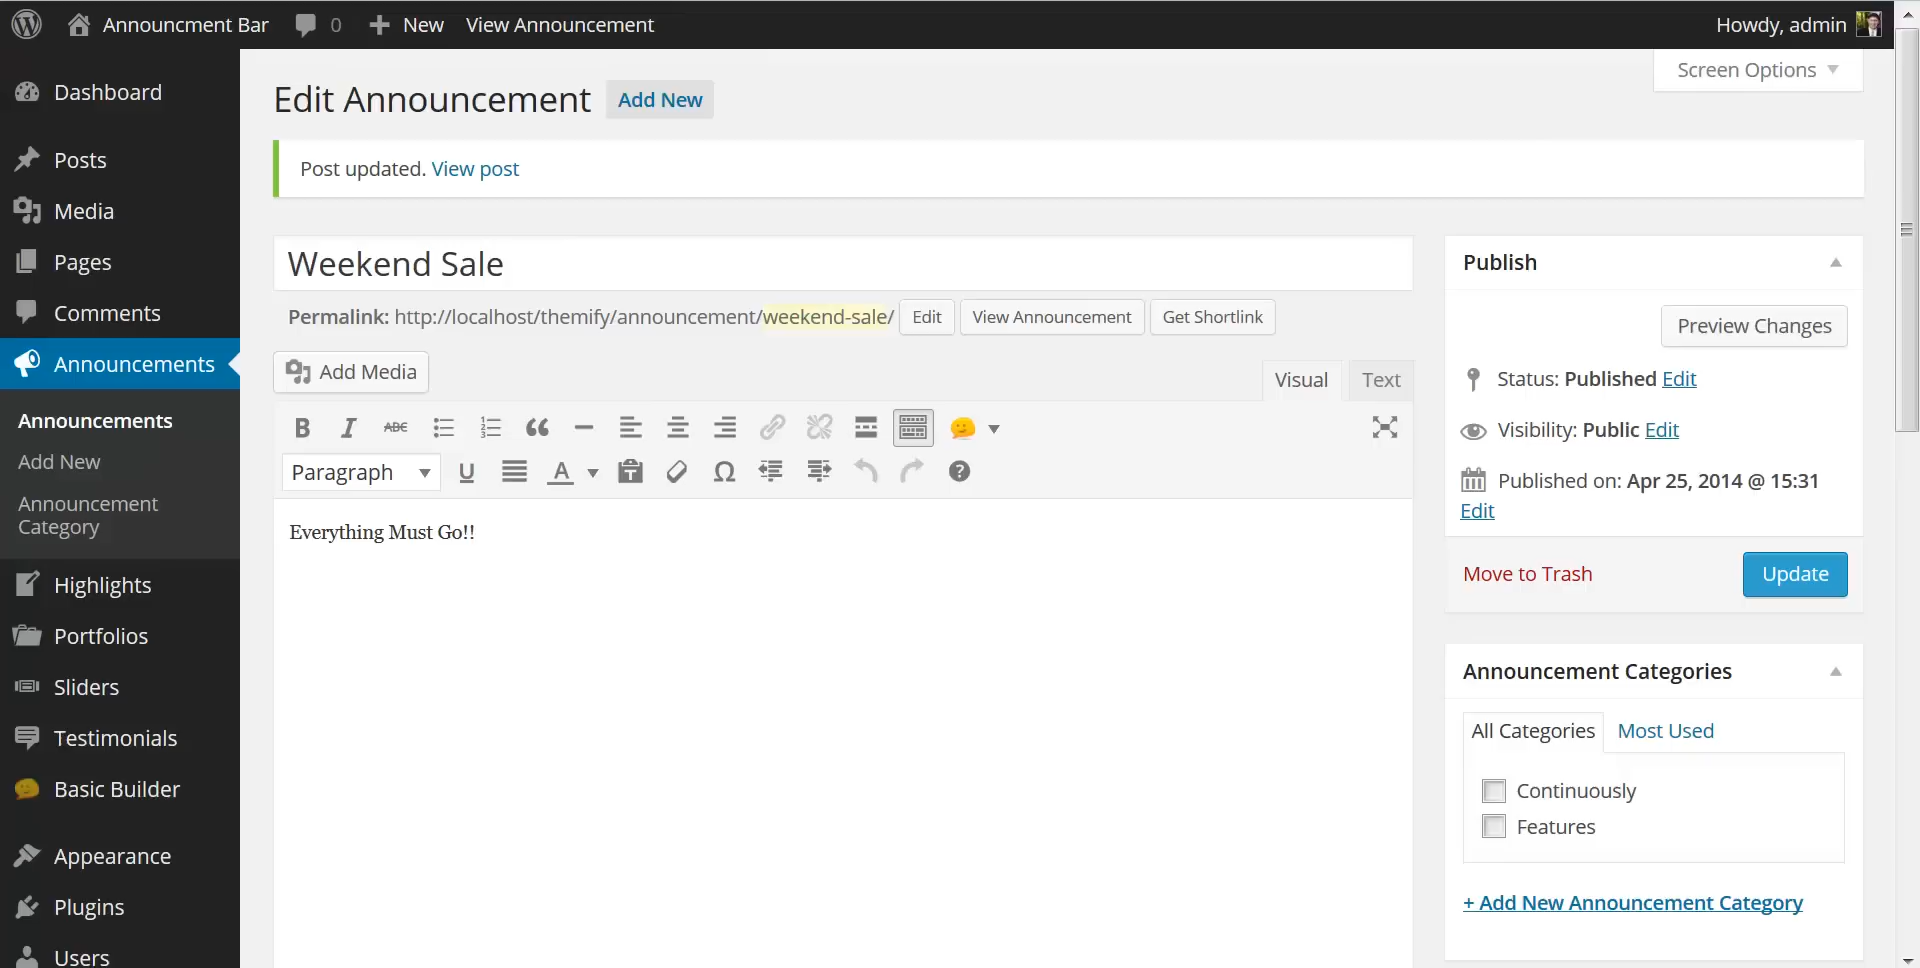 Announcment Bar 0 New View Announcement Howdy, admin
Screen Options
Dashboard
Posts
Media
Pages
Comments
Announcements
Announcements
Add New
Announcement
Category
Highlights
Portfolios
Sliders
Testimonials
Basic Builder
Appearance
Plugins
Users
Edit Announcement Add New
Post updated. View post
Weekend Sale
Permalink: http://localhost/themify/announcement/weekend-sale/ Edit View Announcement Get Shortlink
Add Media
Visual Text
B I ABC
Paragraph U A Ω
Everything Must Go!!
Publish
Preview Changes
Status: Published Edit
Visibility: Public Edit
Published on: Apr 25, 2014 @ 15:31
Edit
Move to Trash Update
Announcement Categories
All Categories Most Used
Continuously
Features
+ Add New Announcement Category